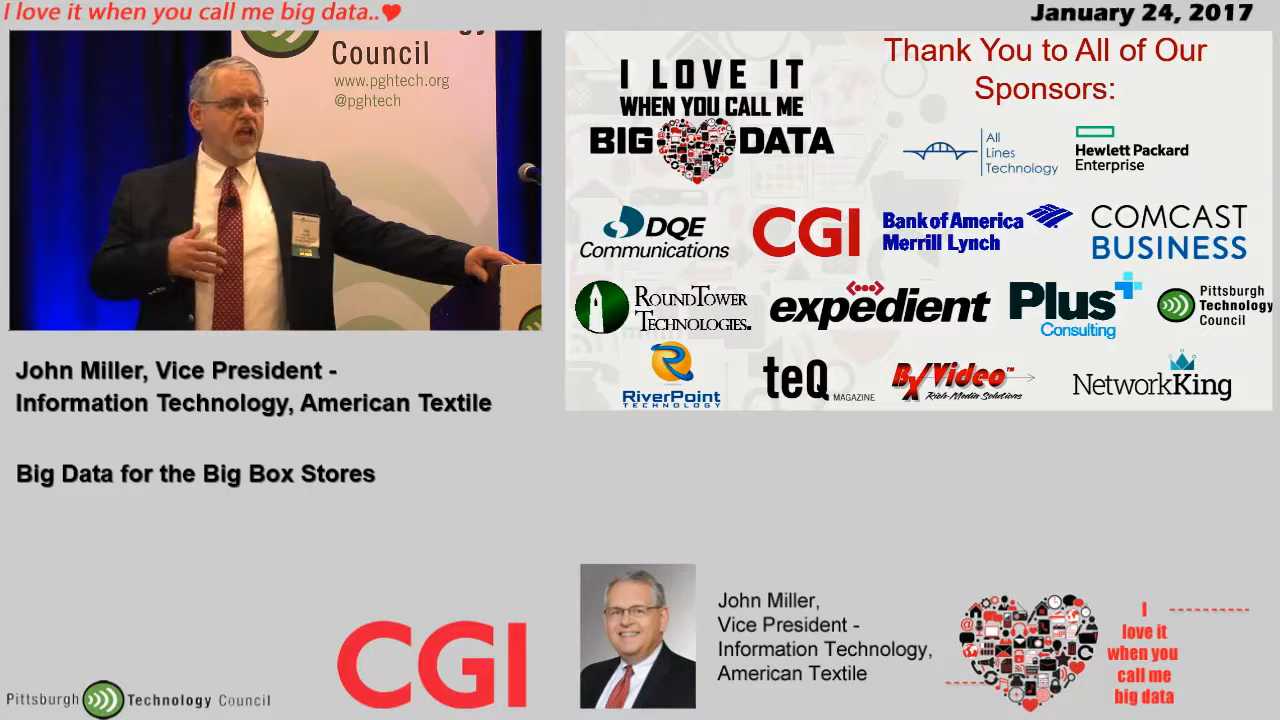 I love it when you call me big data..
January 24, 2017
Council
www.pghtech.org
@pghtech
I LOVE IT
WHEN YOU CALL ME
BIG DATA
Thank You to All of Our
Sponsors:
All
Lines
Technology
Hewlett Packard
Enterprise
DQE
Communications
CGI
Bank of America
Merrill Lynch
COMCAST
BUSINESS
ROUNDTOWER
TECHNOLOGIES.
expedient
Plus
Consulting
Pittsburgh
Technology
Council
RiverPoint
TECHNOLOGY
teQ
MAGAZINE
BxVideo™
Rich-Media Solutions
NetworkKing
John Miller, Vice President -
Information Technology, American Textile
Big Data for the Big Box Stores
Pittsburgh Technology Council
CGI
John Miller,
Vice President -
Information Technology,
American Textile
I
love it
when you
call me
big data